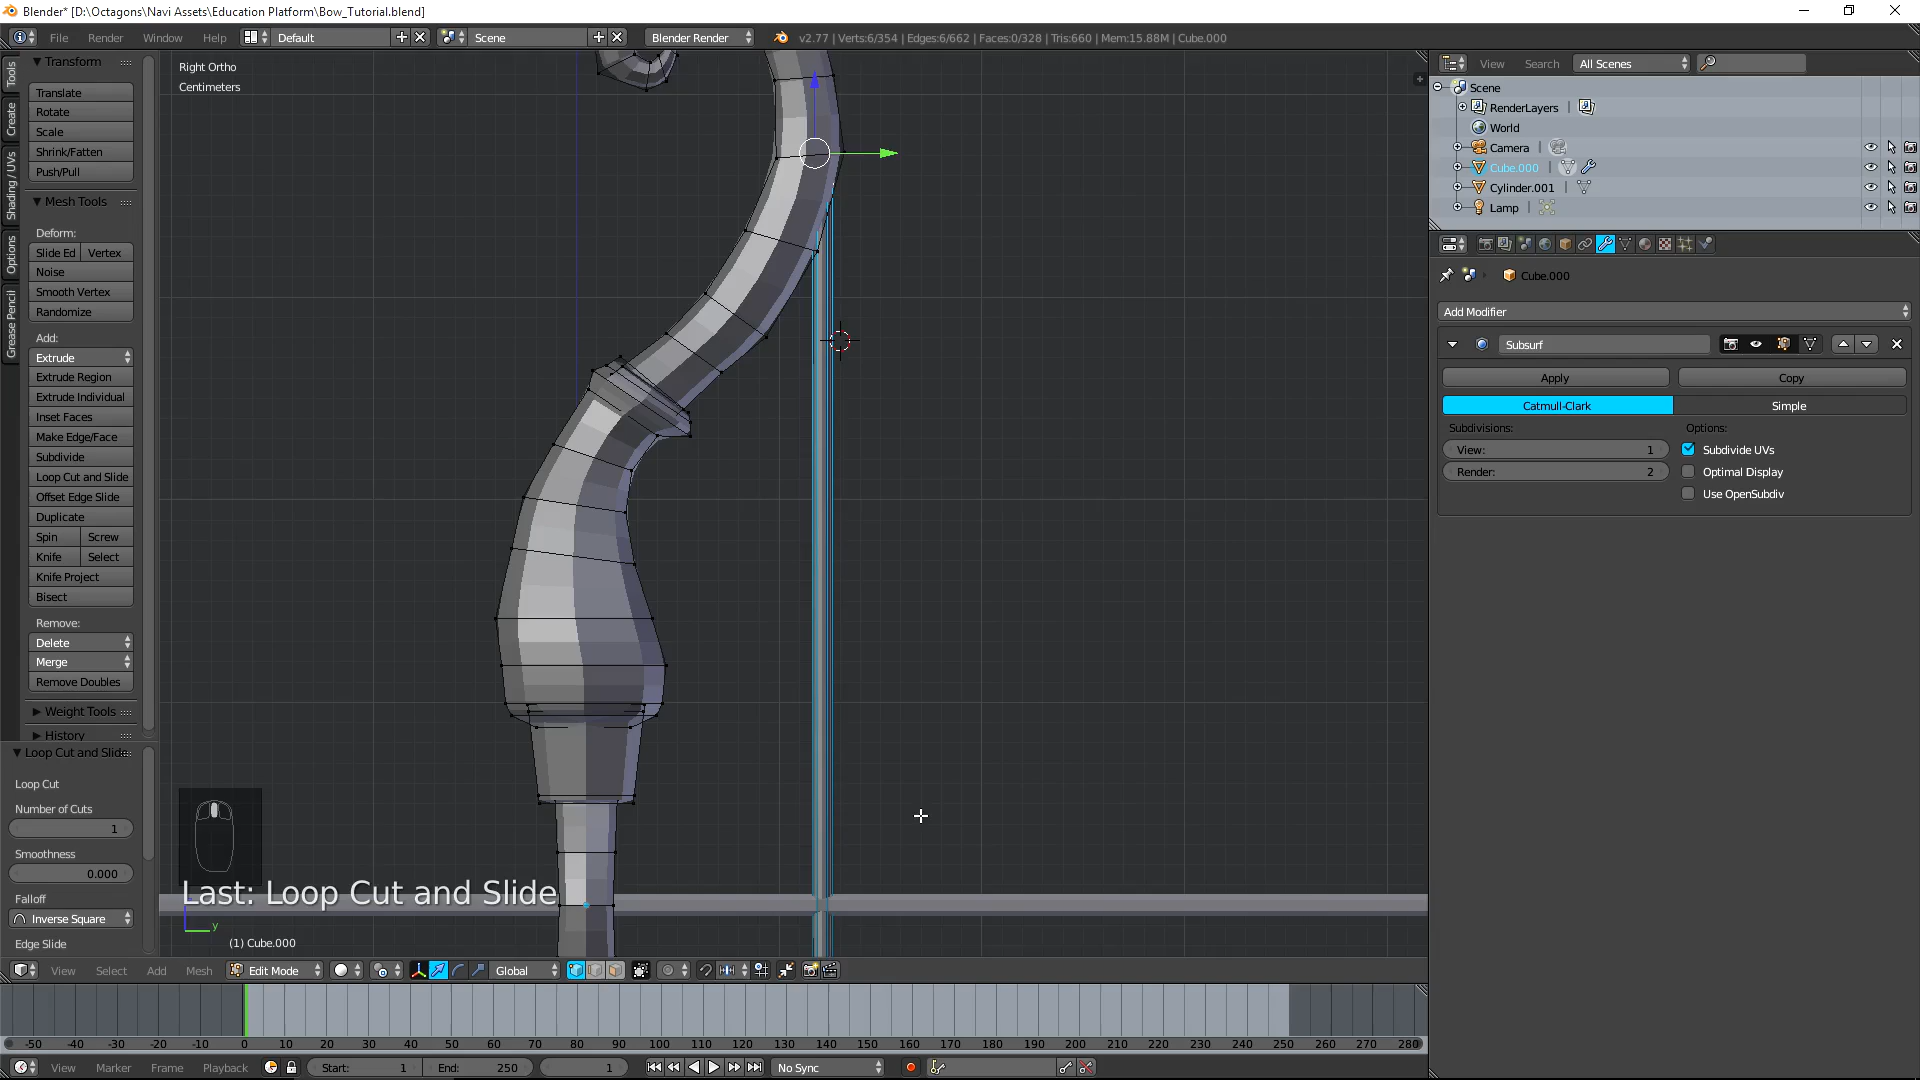 Blender* [D:\Octagons\Navi Assets\Education Platform\Bow_Tutorial.blend]
File Render Window Help Default Scene Blender Render v2.77 | Verts:6/354 | Edges:6/662 | Faces:0/328 | Tris:660 | Mem:15.88M | Cube.000
Tools
Create
Shading / UVs
Options
Grease Pencil
Transform
Translate
Rotate
Scale
Shrink/Fatten
Push/Pull
Mesh Tools
Deform:
Slide Ed Vertex
Noise
Smooth Vertex
Randomize
Add:
Extrude
Extrude Region
Extrude Individual
Inset Faces
Make Edge/Face
Subdivide
Loop Cut and Slide
Offset Edge Slide
Duplicate
Spin Screw
Knife Select
Knife Project
Bisect
Remove:
Delete
Merge
Remove Doubles
Weight Tools
History
Loop Cut and Slide
Loop Cut
Number of Cuts
1
Smoothness
0.000
Falloff
Inverse Square
Edge Slide
Right Ortho
Centimeters
Last: Loop Cut and Slide
y
(1) Cube.000
View Select Add Mesh Edit Mode Global
-50 -40 -30 -20 -10 0 10 20 30 40 50 60 70 80 90 100 110 120 130 140 150 160 170 180 190 200 210 220 230 240 250 260 270 280
View Marker Frame Playback Start: 1 End: 250 1 No Sync
View Search All Scenes
Scene
RenderLayers
World
Camera
Cube.000
Cylinder.001
Lamp
Cube.000
Add Modifier
Subsurf
Apply Copy
Catmull-Clark Simple
Subdivisions: Options:
View: 1 Subdivide UVs
Render: 2 Optimal Display
Use OpenSubdiv